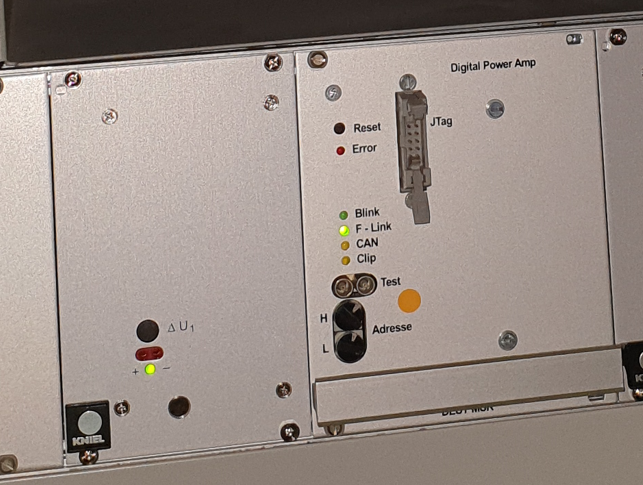 Digital Power Amp
JTag
Reset
Error
Blink
F - Link
CAN
Clip
Test
H
Adresse
L
Δ U1
+ -
KNIEL